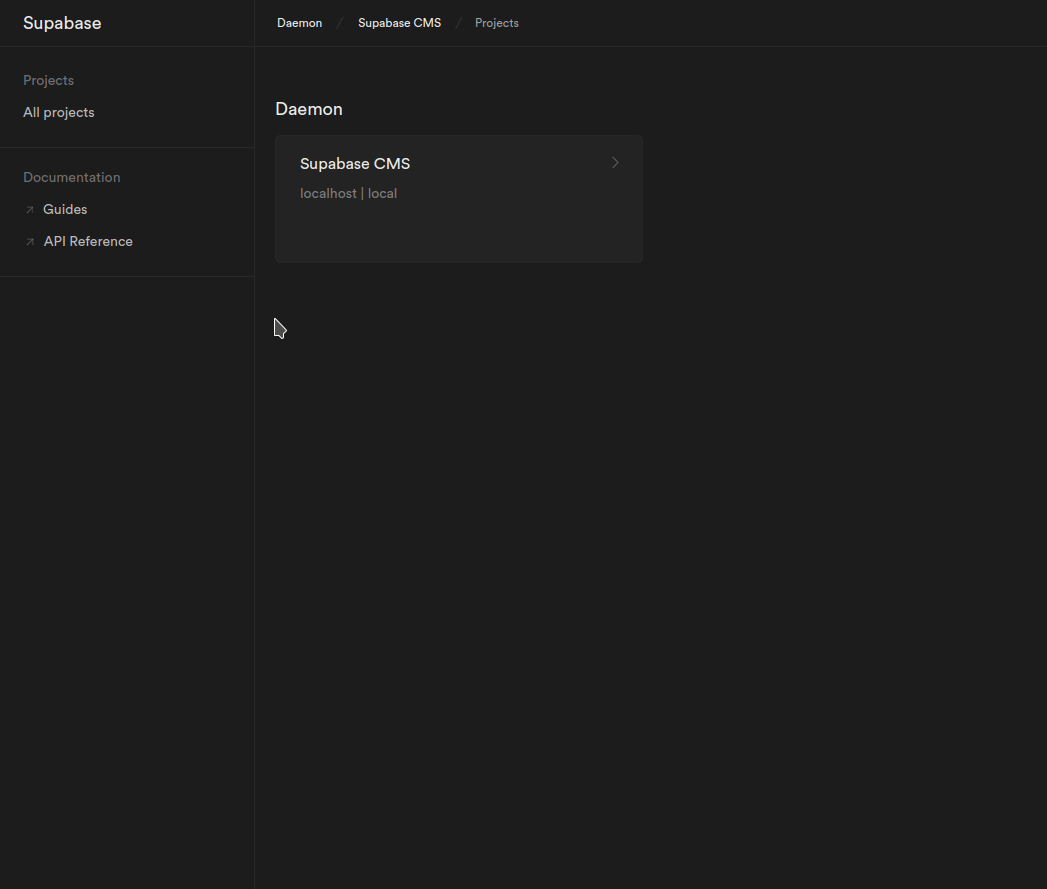 Supabase
Daemon / Supabase CMS / Projects
Projects
All projects
Documentation
Guides
API Reference
Daemon
Supabase CMS
localhost | local